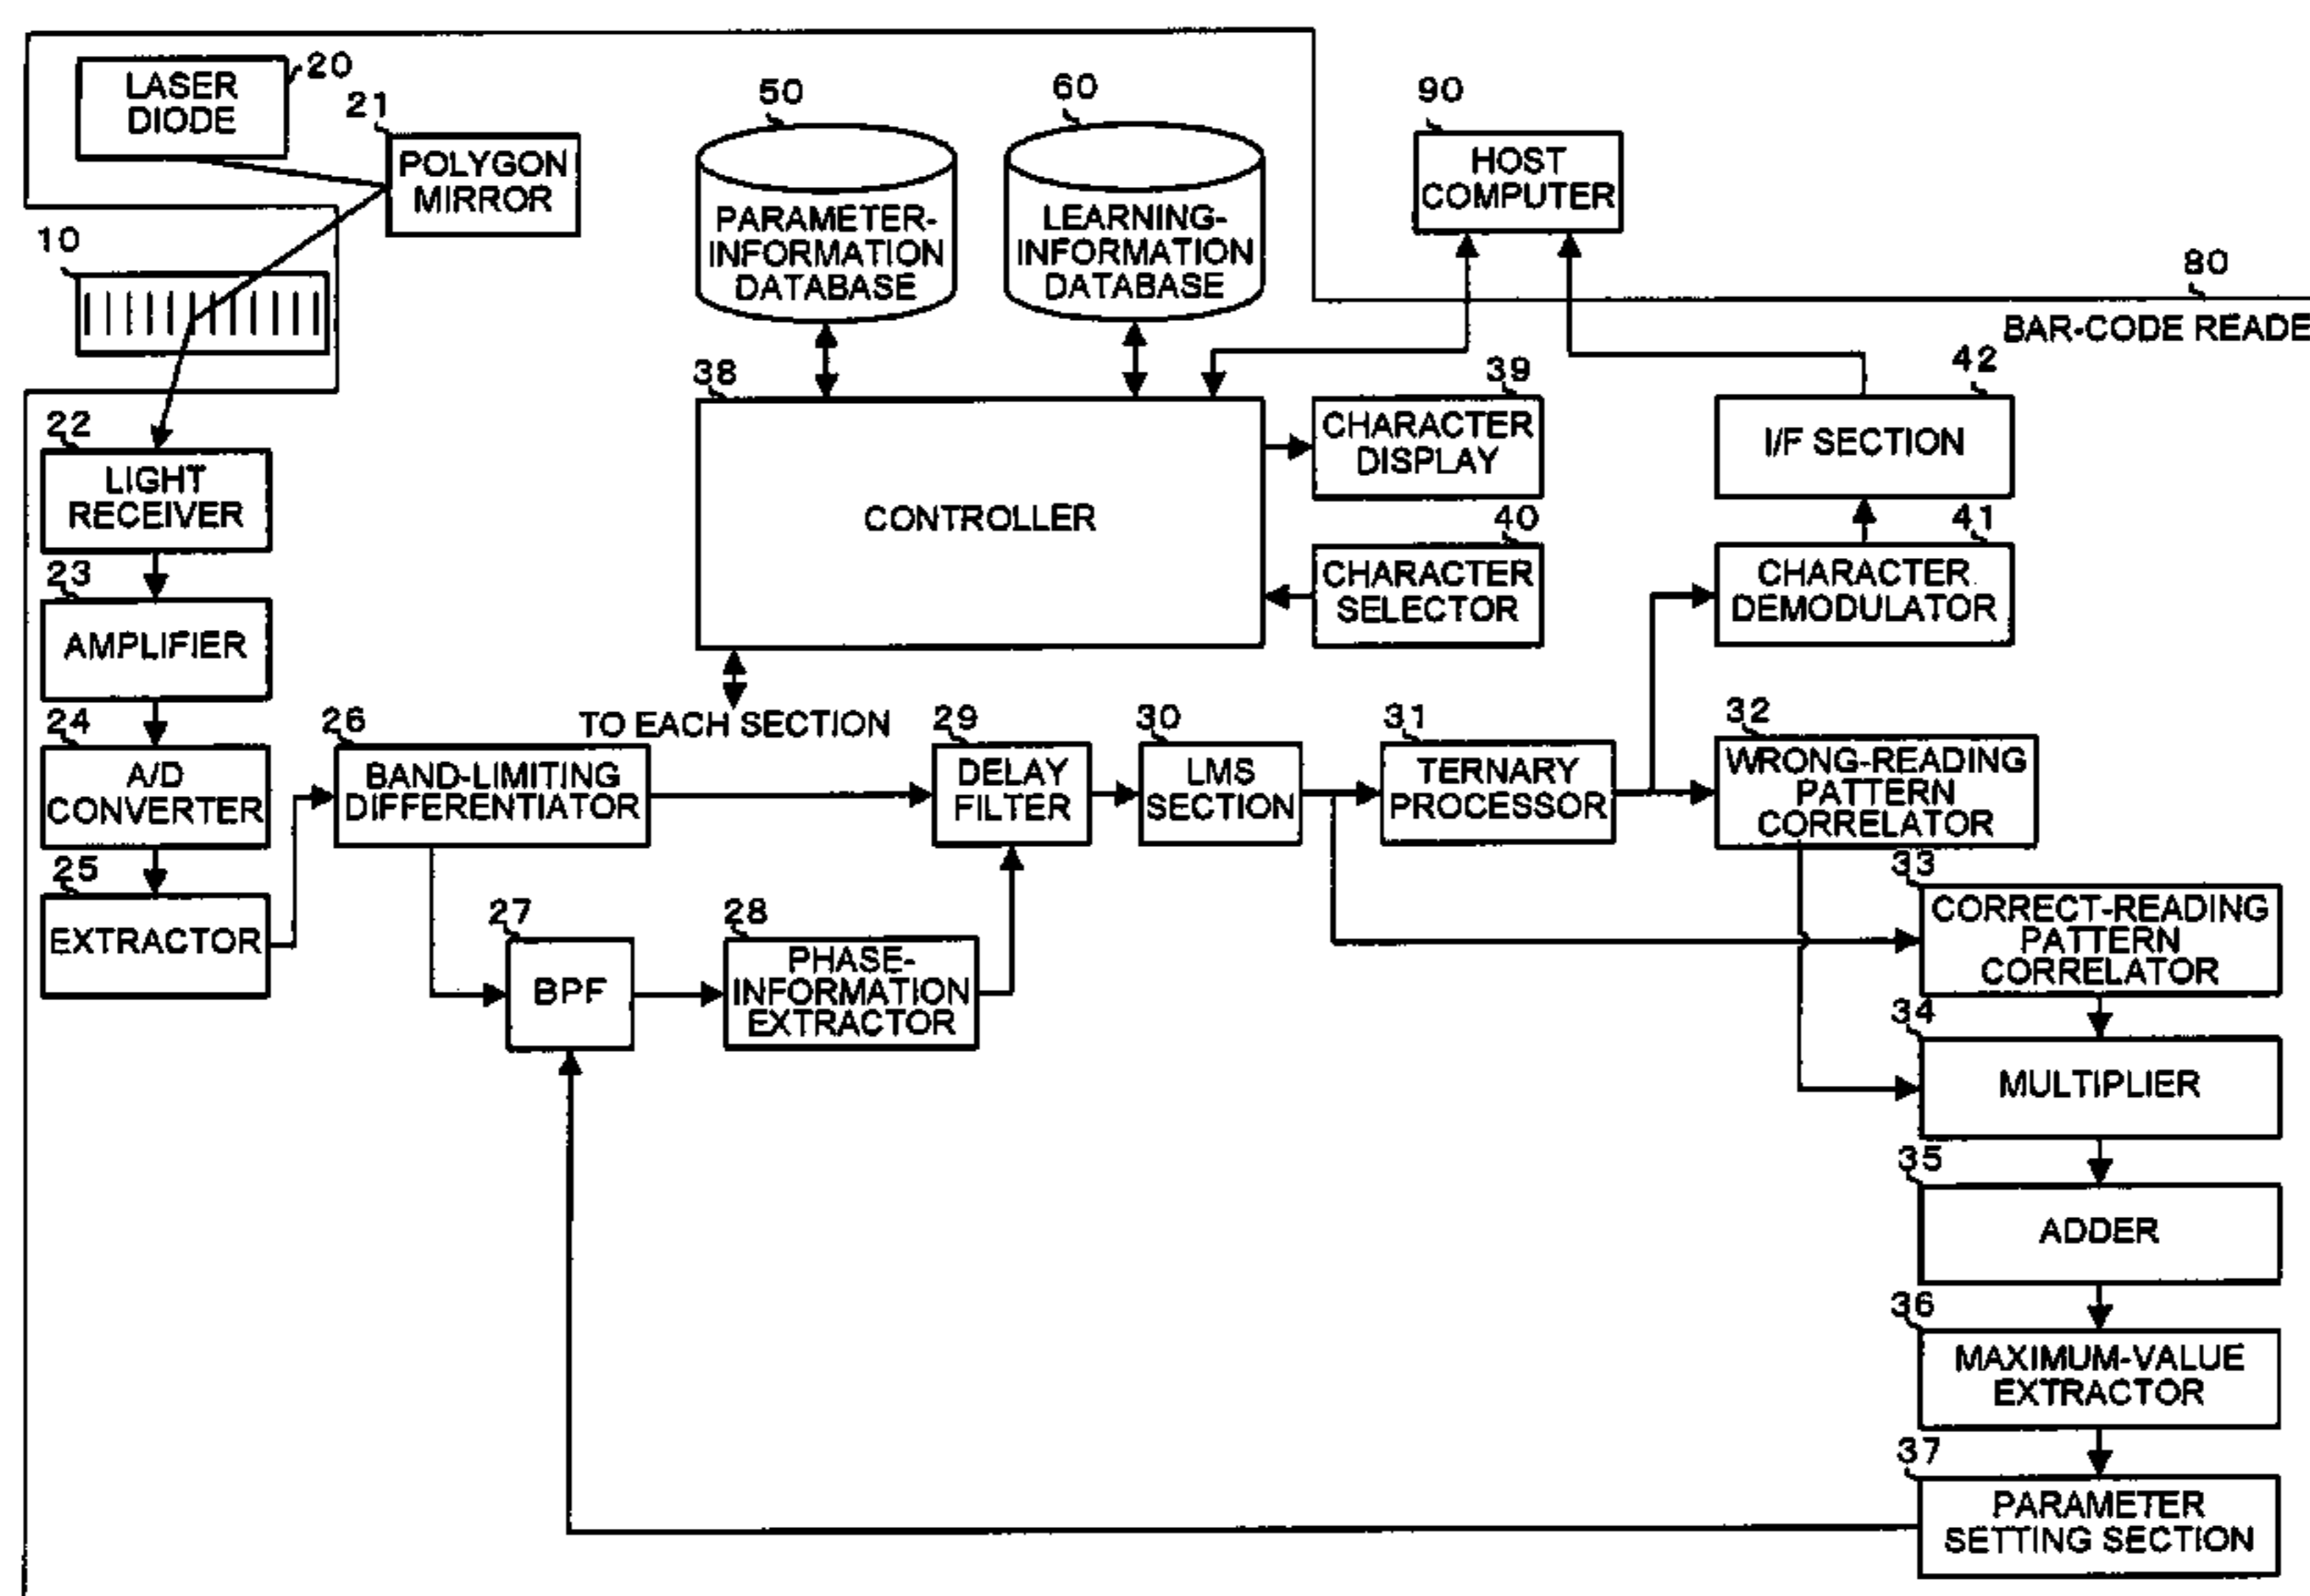 20
LASER
DIODE
21
POLYGON
MIRROR
10
50
PARAMETER-
INFORMATION
DATABASE
60
LEARNING-
INFORMATION
DATABASE
90
HOST
COMPUTER
80
BAR-CODE READE
38
CONTROLLER
39
CHARACTER
DISPLAY
40
CHARACTER
SELECTOR
42
I/F SECTION
41
CHARACTER
DEMODULATOR
22
LIGHT
RECEIVER
23
AMPLIFIER
24
A/D
CONVERTER
25
EXTRACTOR
TO EACH SECTION
26
BAND-LIMITING
DIFFERENTIATOR
27
BPF
28
PHASE-
INFORMATION
EXTRACTOR
29
DELAY
FILTER
30
LMS
SECTION
31
TERNARY
PROCESSOR
32
WRONG-READING
PATTERN
CORRELATOR
33
CORRECT-READING
PATTERN
CORRELATOR
34
MULTIPLIER
35
ADDER
36
MAXIMUM-VALUE
EXTRACTOR
37
PARAMETER
SETTING SECTION